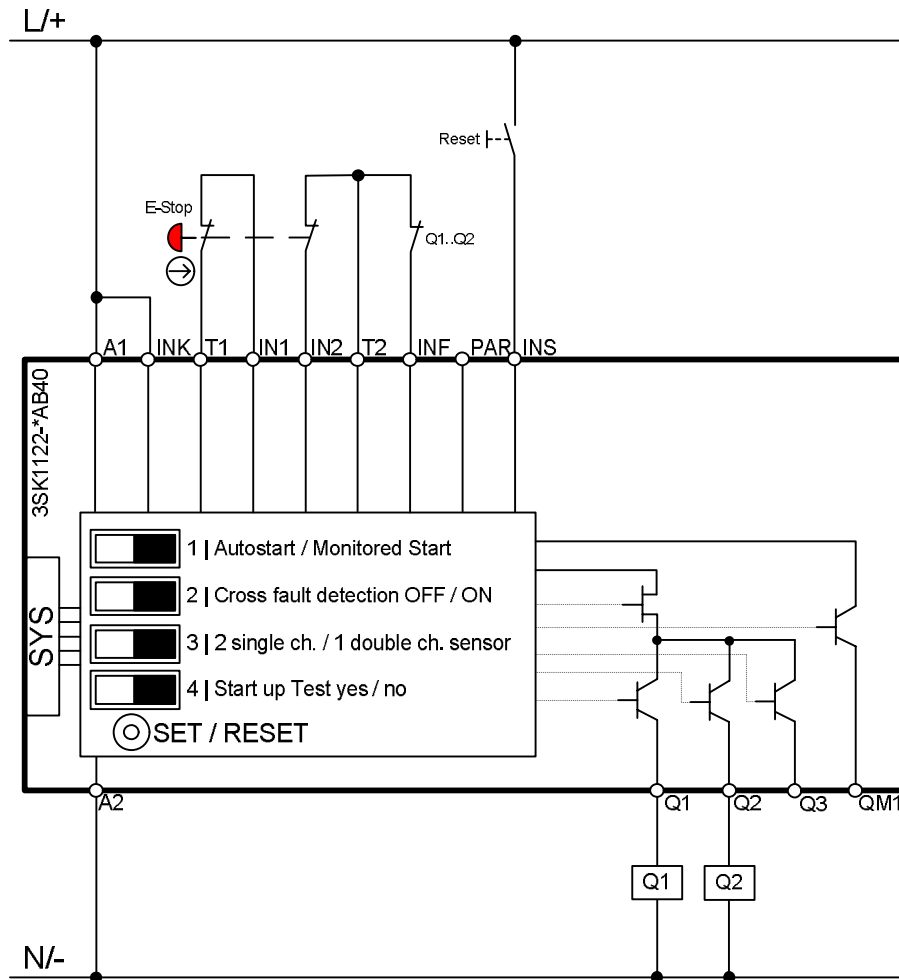 L/+
Reset
E-Stop
Q1..Q2
A1 INK T1 IN1 IN2 T2 INF PAR INS
3SK1122-*AB40
1 | Autostart / Monitored Start
2 | Cross fault detection OFF / ON
3 | 2 single ch. / 1 double ch. sensor
4 | Start up Test yes / no
SYS
SET / RESET
A2 Q1 Q2 Q3 QM1
Q1 Q2
N/-